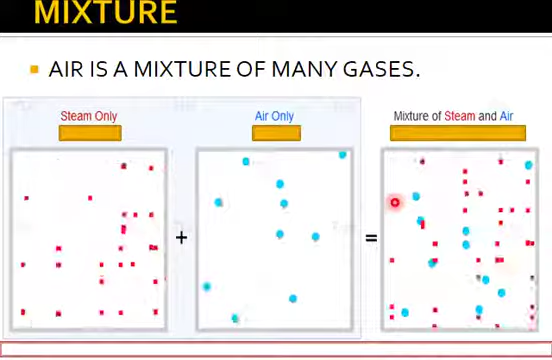 MIXTURE
AIR IS A MIXTURE OF MANY GASES.
Steam Only
Air Only
Mixture of Steam and Air
+
=